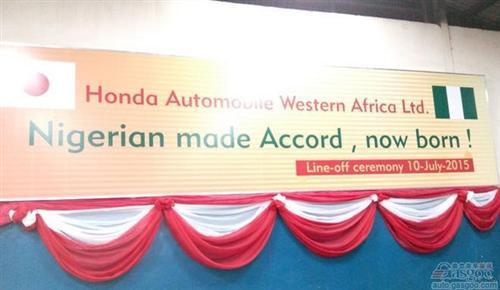 Honda Automobile Western Africa Ltd.
Nigerian made Accord , now born !
Line-off ceremony 10-July-2015
Gasgoo
auto.gasgoo.com